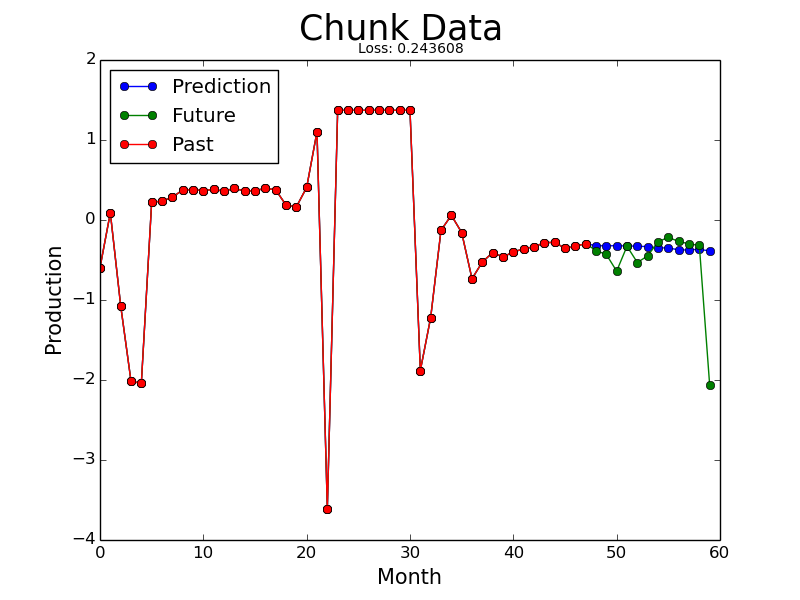 Chunk Data
Loss: 0.243608
Prediction
Future
Past
Production
2
1
0
−1
−2
−3
−4
0 10 20 30 40 50 60
Month